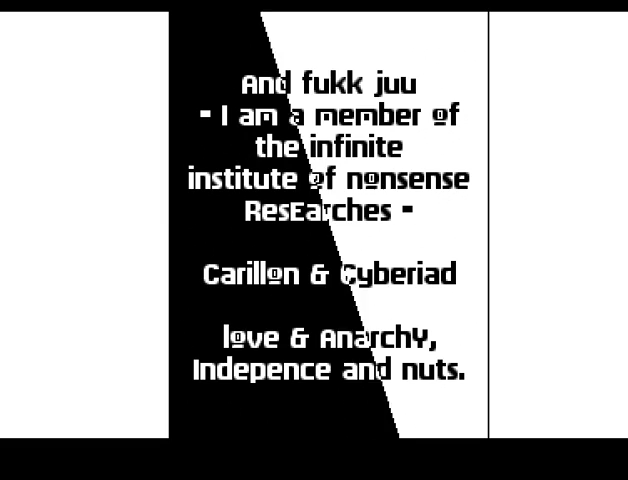 And fukk juu
- I am a member of
the infinite
institute of nonsense
ResEarches -
Carillon & Cyberiad
love & AnarchY,
Indepence and nuts.